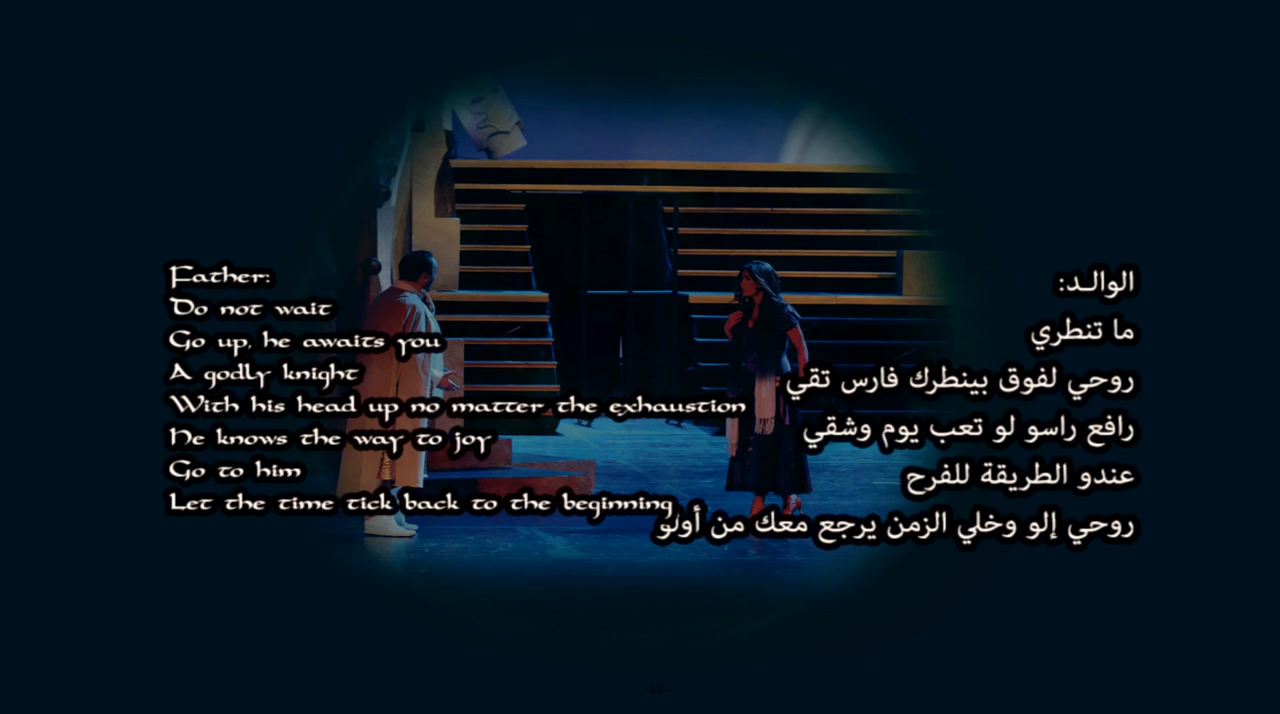 Father:
Do not wait
Go up, he awaits you
A godly knight
With his head up no matter the exhaustion
He knows the way to joy
Go to him
Let the time tick back to the beginning
الوالـد:
ما تنطري
روحي لفوق بينطرك فارس تقي
رافع راسو لو تعب يوم وشقي
عندو الطريقة للفرح
روحي إلو وخلي الزمن يرجع معك من أولو
-12-